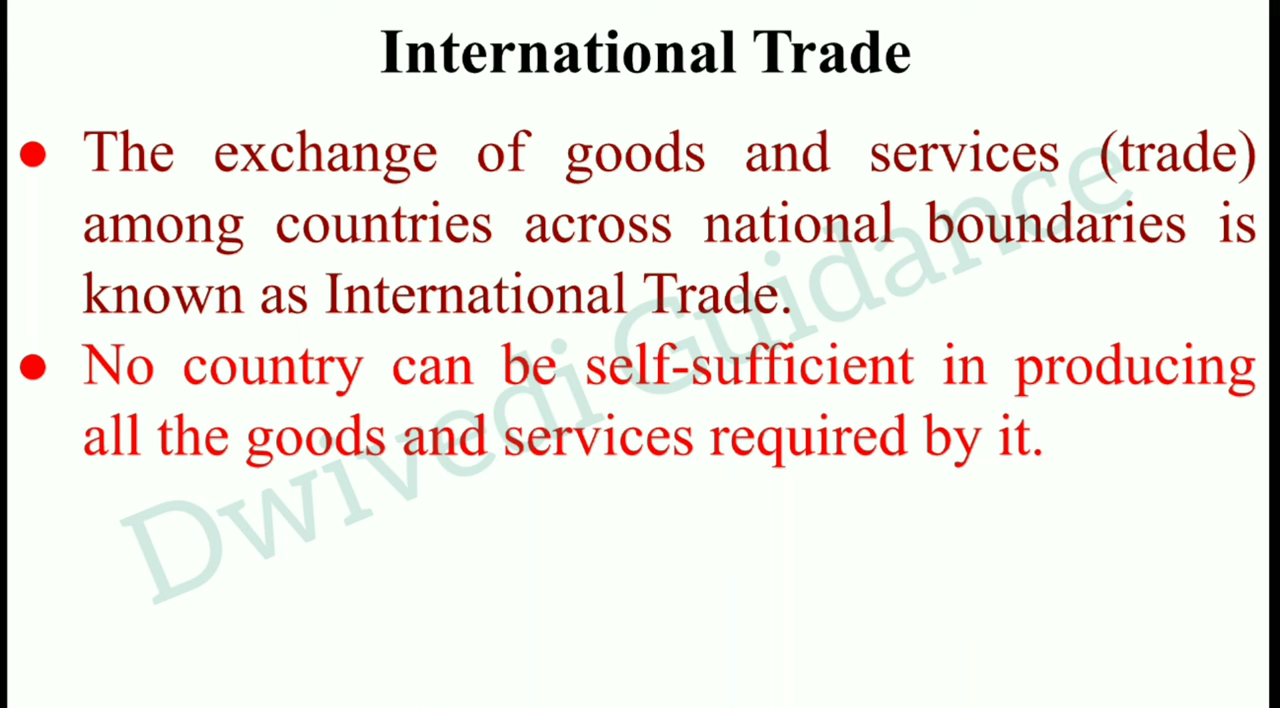 International Trade
● The exchange of goods and services (trade)
among countries across national boundaries is
known as International Trade.
● No country can be self-sufficient in producing
all the goods and services required by it.
Dwivedi Guidance